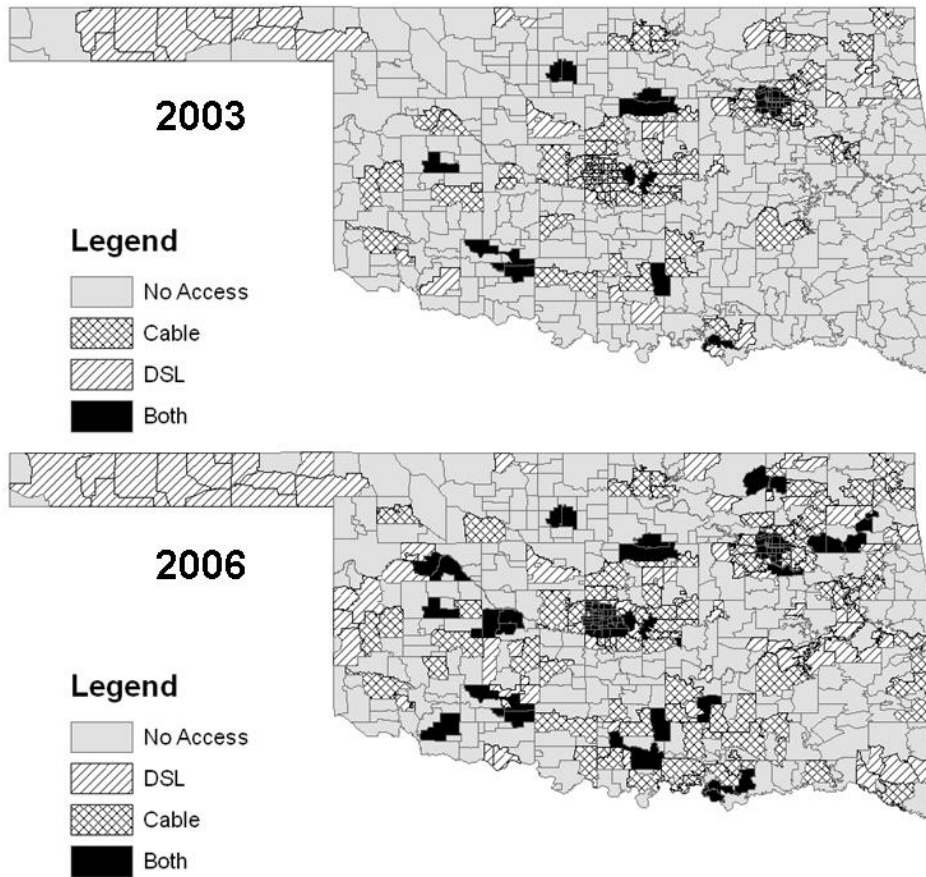 2003
Legend
No Access
Cable
DSL
Both
2006
Legend
No Access
DSL
Cable
Both